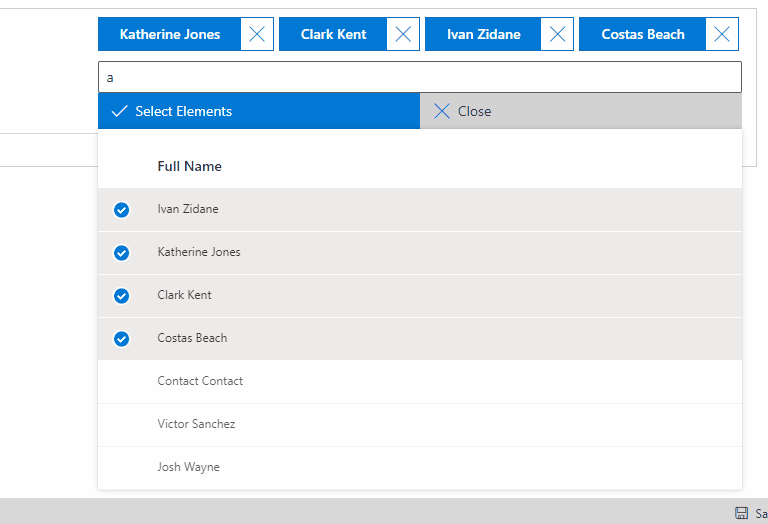 Katherine Jones Clark Kent Ivan Zidane Costas Beach
a
Select Elements Close
Full Name
Ivan Zidane
Katherine Jones
Clark Kent
Costas Beach
Contact Contact
Victor Sanchez
Josh Wayne
Sa